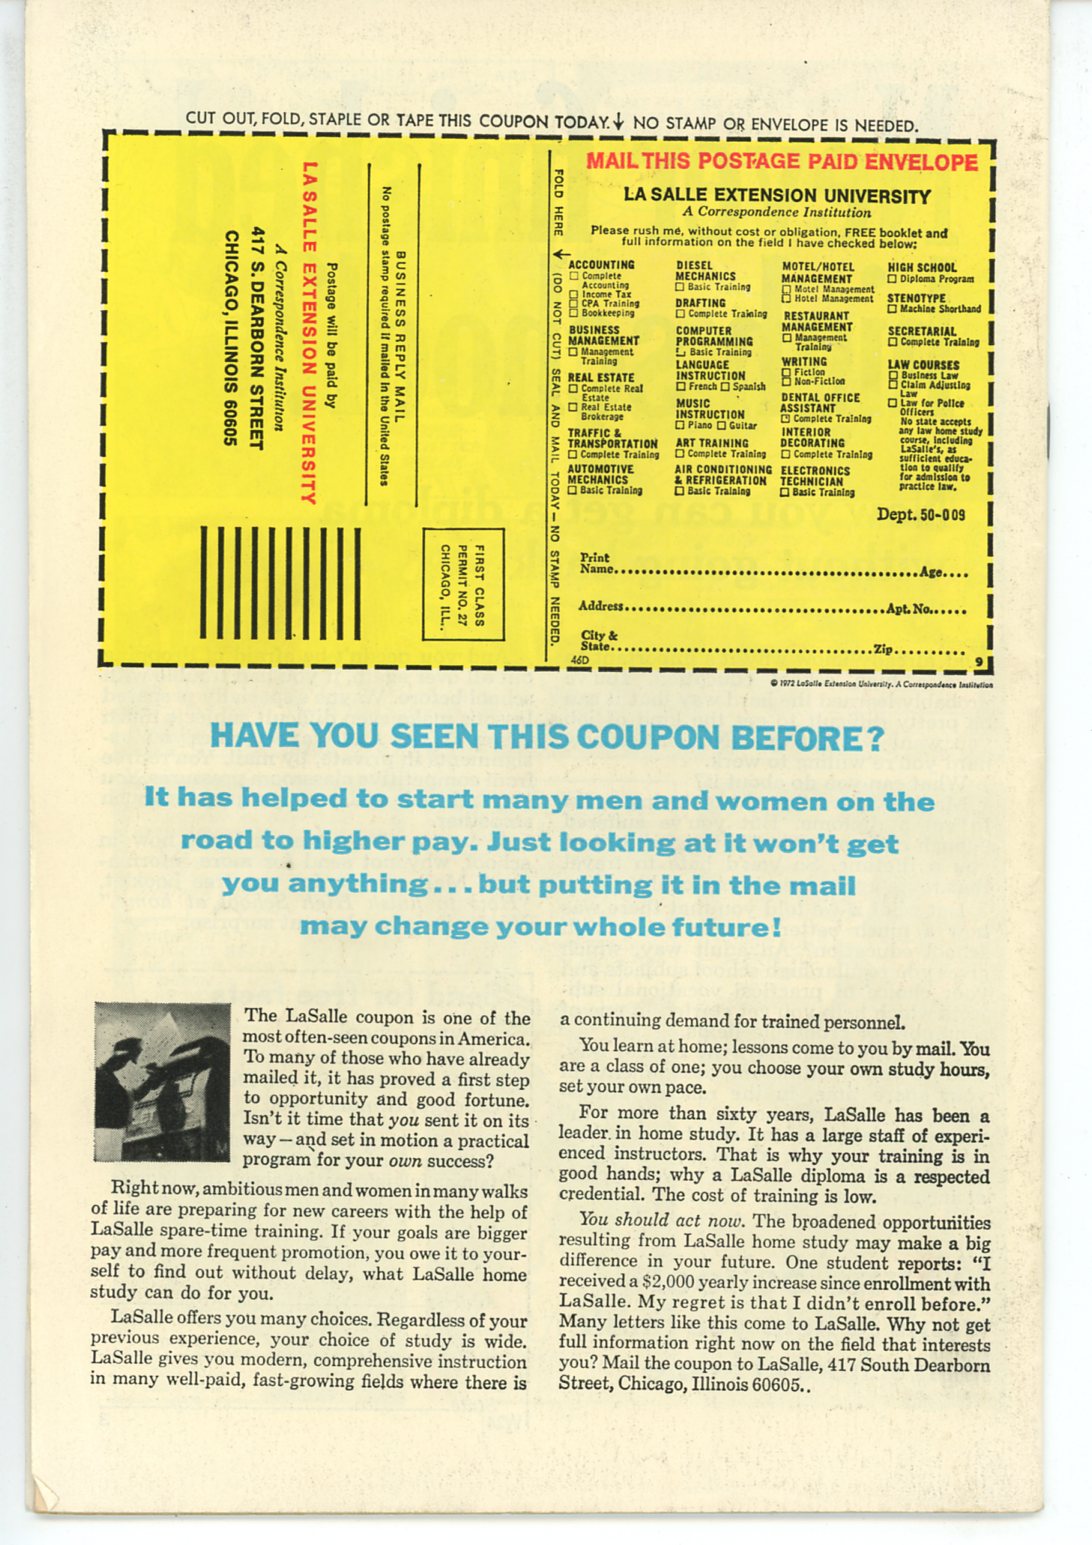 CUT OUT, FOLD, STAPLE OR TAPE THIS COUPON TODAY. ↓ NO STAMP OR ENVELOPE IS NEEDED.
BUSINESS REPLY MAIL
No postage stamp required if mailed in the United States
Postage will be paid by
LA SALLE EXTENSION UNIVERSITY
A Correspondence Institution
417 S. DEARBORN STREET
CHICAGO, ILLINOIS 60605
FIRST CLASS
PERMIT NO. 27
CHICAGO, ILL..
FOLD HERE ← (DO NOT CUT) SEAL AND MAIL TODAY — NO STAMP NEEDED.
MAIL THIS POSTAGE PAID ENVELOPE
LA SALLE EXTENSION UNIVERSITY
A Correspondence Institution
Please rush me, without cost or obligation, FREE booklet and
full information on the field I have checked below:
ACCOUNTING
☐ Complete
Accounting
☐ Income Tax
☐ CPA Training
☐ Bookkeeping
BUSINESS
MANAGEMENT
☐ Management
Training
REAL ESTATE
☐ Complete Real
Estate
☐ Real Estate
Brokerage
TRAFFIC &
TRANSPORTATION
☐ Complete Training
AUTOMOTIVE
MECHANICS
☐ Basic Training
DIESEL
MECHANICS
☐ Basic Training
DRAFTING
☐ Complete Training
COMPUTER
PROGRAMMING
☐ Basic Training
LANGUAGE
INSTRUCTION
☐ French ☐ Spanish
MUSIC
INSTRUCTION
☐ Piano ☐ Guitar
ART TRAINING
☐ Complete Training
AIR CONDITIONING
& REFRIGERATION
☐ Basic Training
MOTEL/HOTEL
MANAGEMENT
☐ Motel Management
☐ Hotel Management
RESTAURANT
MANAGEMENT
☐ Management
Training
WRITING
☐ Fiction
☐ Non-Fiction
DENTAL OFFICE
ASSISTANT
☐ Complete Training
INTERIOR
DECORATING
☐ Complete Training
ELECTRONICS
TECHNICIAN
☐ Basic Training
HIGH SCHOOL
☐ Diploma Program
STENOTYPE
☐ Machine Shorthand
SECRETARIAL
☐ Complete Training
LAW COURSES
☐ Business Law
☐ Claim Adjusting
Law
☐ Law for Police
Officers
No state accepts
any law home study
course, including
LaSalle's, as
sufficient educa-
tion to qualify
for admission to
practice law.
Dept. 50-009
Print
Name........Age....
Address........Apt. No......
City &
State........Zip..........
46D 9
© 1972 LaSalle Extension University. A Correspondence Institution
HAVE YOU SEEN THIS COUPON BEFORE?
It has helped to start many men and women on the
road to higher pay. Just looking at it won't get
you anything...but putting it in the mail
may change your whole future!
The LaSalle coupon is one of the
most often-seen coupons in America.
To many of those who have already
mailed it, it has proved a first step
to opportunity and good fortune.
Isn't it time that you sent it on its
way—and set in motion a practical
program for your own success?
Right now, ambitious men and women in many walks
of life are preparing for new careers with the help of
LaSalle spare-time training. If your goals are bigger
pay and more frequent promotion, you owe it to your-
self to find out without delay, what LaSalle home
study can do for you.
LaSalle offers you many choices. Regardless of your
previous experience, your choice of study is wide.
LaSalle gives you modern, comprehensive instruction
in many well-paid, fast-growing fields where there is
a continuing demand for trained personnel.
You learn at home; lessons come to you by mail. You
are a class of one; you choose your own study hours,
set your own pace.
For more than sixty years, LaSalle has been a
leader in home study. It has a large staff of experi-
enced instructors. That is why your training is in
good hands; why a LaSalle diploma is a respected
credential. The cost of training is low.
You should act now. The broadened opportunities
resulting from LaSalle home study may make a big
difference in your future. One student reports: "I
received a $2,000 yearly increase since enrollment with
LaSalle. My regret is that I didn't enroll before."
Many letters like this come to LaSalle. Why not get
full information right now on the field that interests
you? Mail the coupon to LaSalle, 417 South Dearborn
Street, Chicago, Illinois 60605..